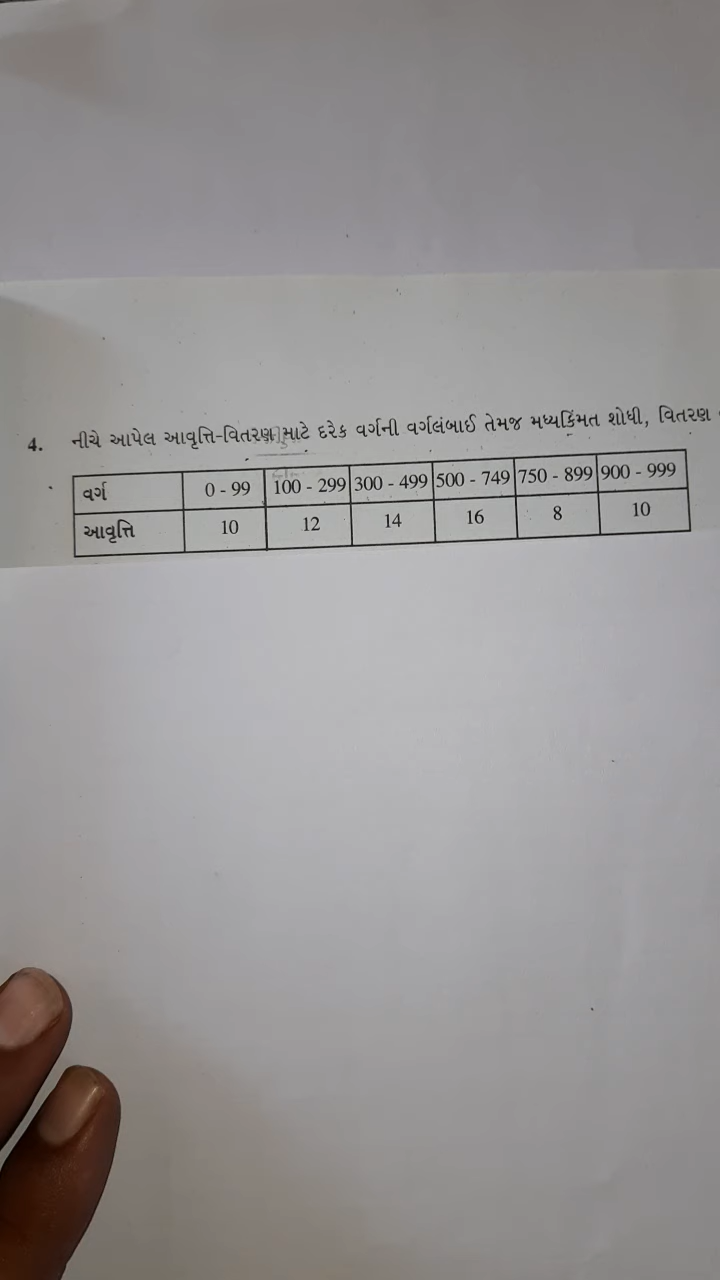 4. નીચે આપેલ આવૃત્તિ-વિતરણ માટે દરેક વર્ગની વર્ગલંબાઈ તેમજ મધ્યકિંમત શોધી, વિતરણ
વર્ગ 0 - 99 100 - 299 300 - 499 500 - 749 750 - 899 900 - 999
આવૃત્તિ 10 12 14 16 8 10